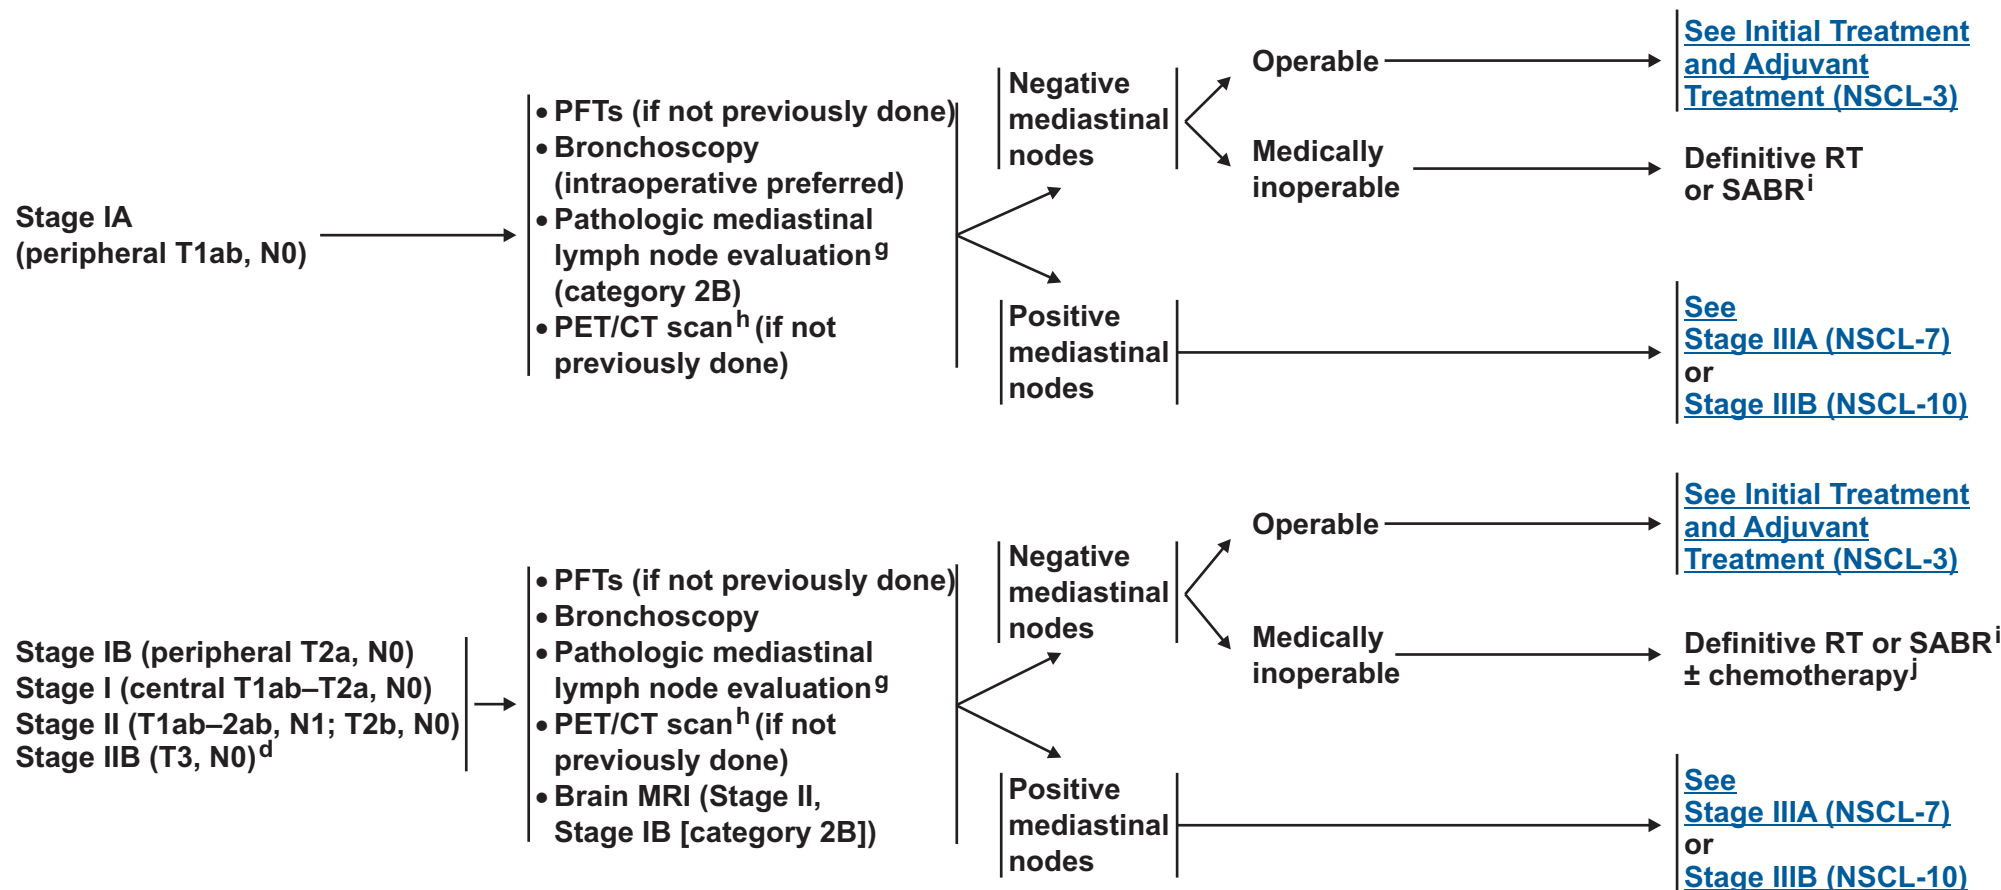 Stage IA
(peripheral T1ab, N0)
• PFTs (if not previously done)
• Bronchoscopy
(intraoperative preferred)
• Pathologic mediastinal
lymph node evaluation g
(category 2B)
• PET/CT scan h (if not
previously done)
Negative
mediastinal
nodes
Operable
See Initial Treatment
and Adjuvant
Treatment (NSCL-3)
Medically
inoperable
Definitive RT
or SABR i
Positive
mediastinal
nodes
See
Stage IIIA (NSCL-7)
or
Stage IIIB (NSCL-10)
Stage IB (peripheral T2a, N0)
Stage I (central T1ab–T2a, N0)
Stage II (T1ab–2ab, N1; T2b, N0)
Stage IIB (T3, N0) d
• PFTs (if not previously done)
• Bronchoscopy
• Pathologic mediastinal
lymph node evaluation g
• PET/CT scan h (if not
previously done)
• Brain MRI (Stage II,
Stage IB [category 2B])
Negative
mediastinal
nodes
Operable
See Initial Treatment
and Adjuvant
Treatment (NSCL-3)
Medically
inoperable
Definitive RT or SABR i
± chemotherapy j
Positive
mediastinal
nodes
See
Stage IIIA (NSCL-7)
or
Stage IIIB (NSCL-10)